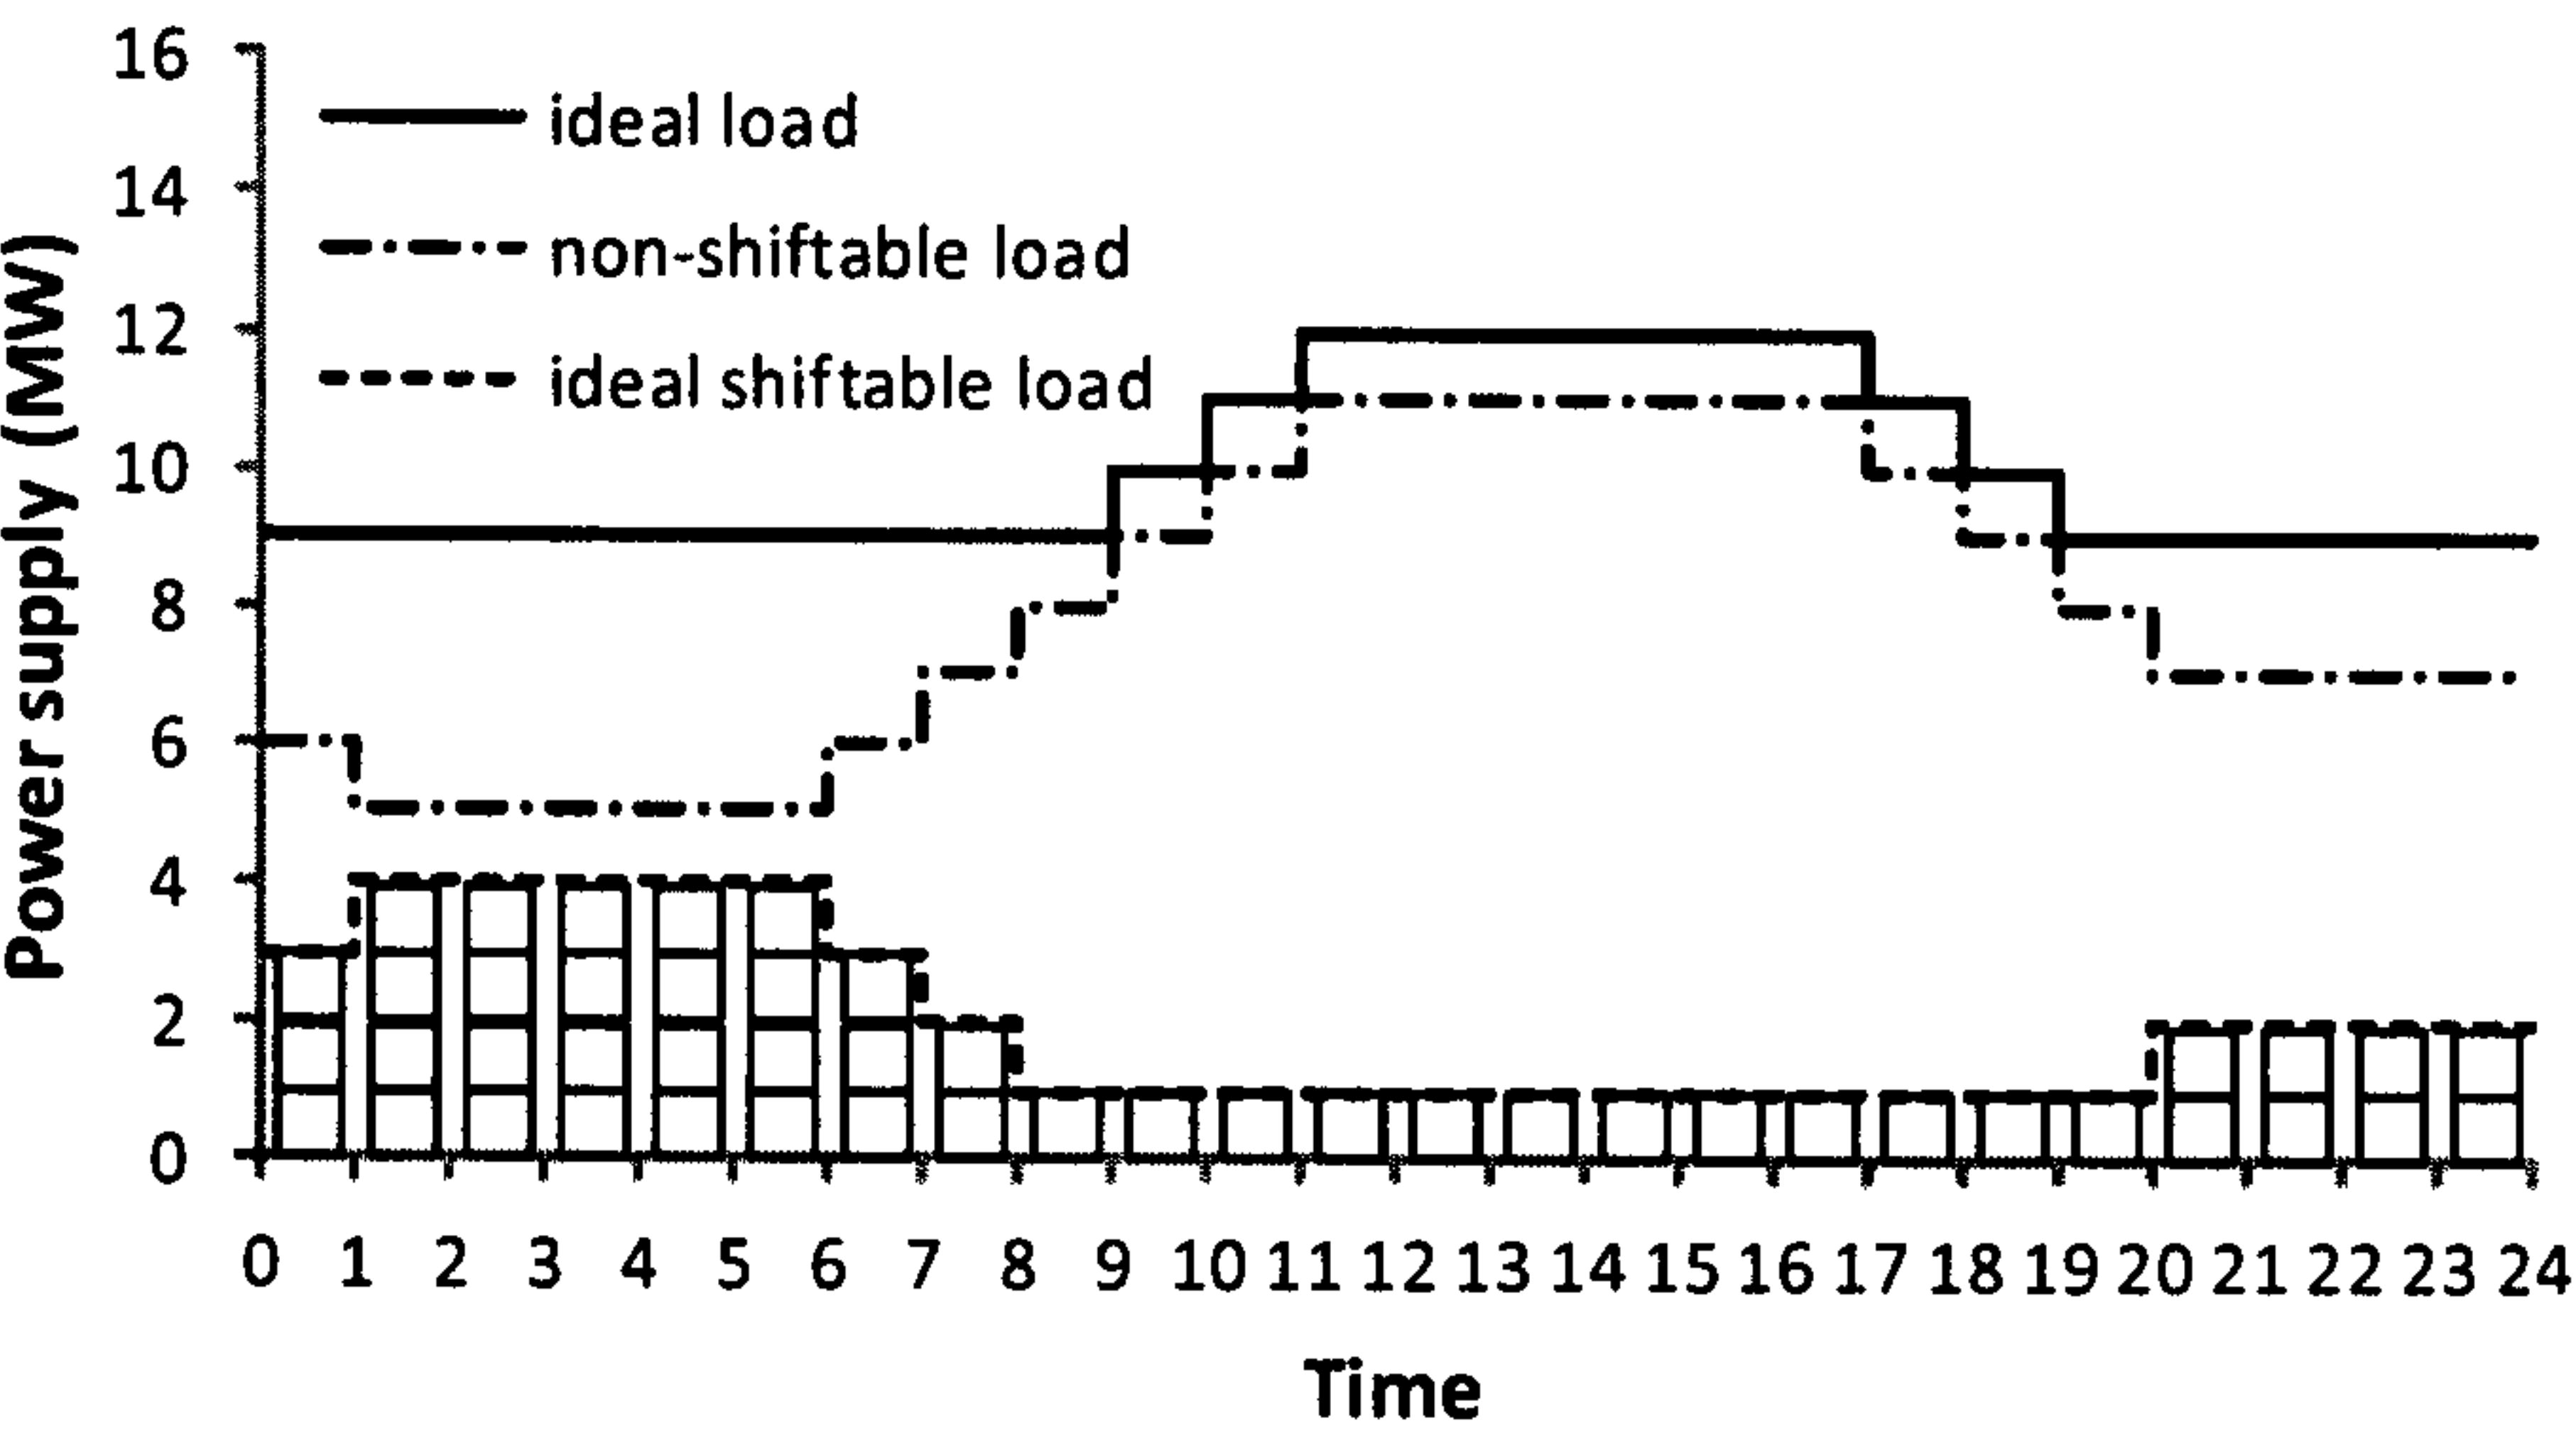 Power supply (MW)
16
14
12
10
8
6
4
2
0
ideal load
non-shiftable load
ideal shiftable load
0 1 2 3 4 5 6 7 8 9 10 11 12 13 14 15 16 17 18 19 20 21 22 23 24
Time